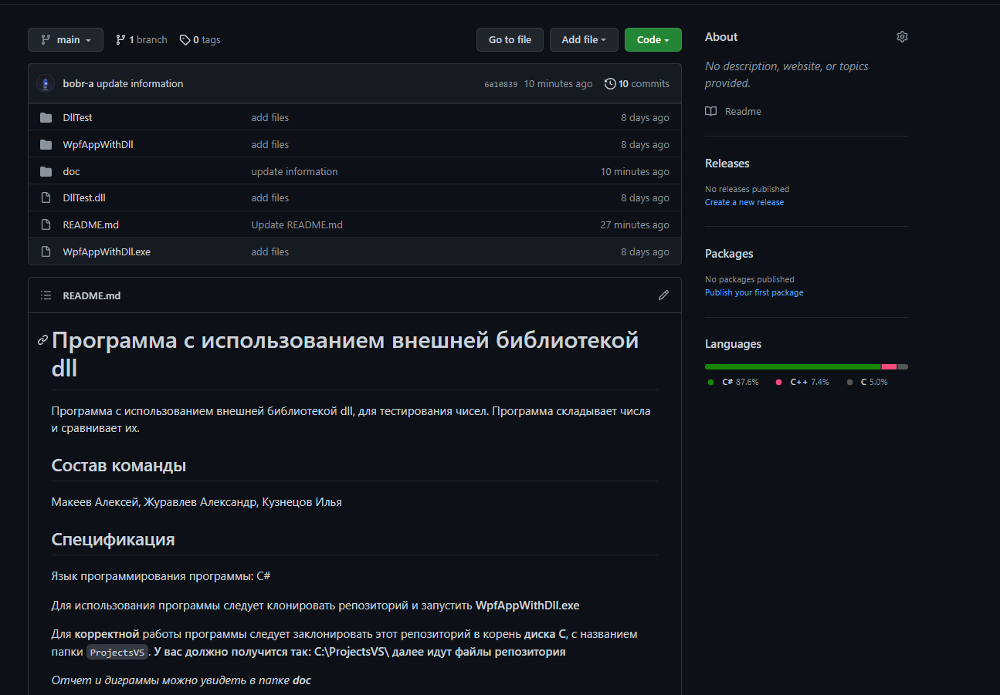 main 1 branch 0 tags Go to file Add file Code
bobr-a update information 6a10839 10 minutes ago 10 commits
DllTest add files 8 days ago
WpfAppWithDll add files 8 days ago
doc update information 10 minutes ago
DllTest.dll add files 8 days ago
README.md Update README.md 27 minutes ago
WpfAppWithDll.exe add files 8 days ago
README.md
Программа с использованием внешней библиотекой
dll
Программа с использованием внешней библиотекой dll, для тестирования чисел. Программа складывает числа
и сравнивает их.
Состав команды
Макеев Алексей, Журавлев Александр, Кузнецов Илья
Спецификация
Язык программирования программы: C#
Для использования программы следует клонировать репозиторий и запустить WpfAppWithDll.exe
Для корректной работы программы следует заклонировать этот репозиторий в корень диска C, с названием
папки ProjectsVS. У вас должно получится так: C:\ProjectsVS\ далее идут файлы репозитория
Отчет и диграммы можно увидеть в папке doc
About
No description, website, or topics
provided.
Readme
Releases
No releases published
Create a new release
Packages
No packages published
Publish your first package
Languages
C# 87.6% C++ 7.4% C 5.0%